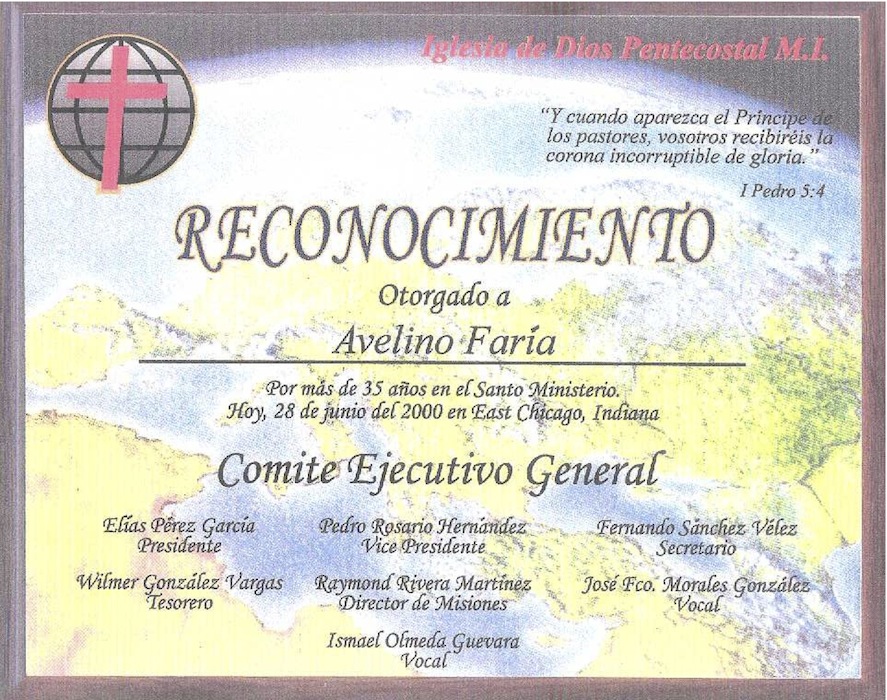 Iglesia de Dios Pentecostal M.I.
“Y cuando aparezca el Príncipe de
los pastores, vosotros recibiréis la
corona incorruptible de gloria.”
I Pedro 5:4
RECONOCIMIENTO
Otorgado a
Avelino Faría
Por más de 35 años en el Santo Ministerio.
Hoy, 28 de junio del 2000 en East Chicago, Indiana
Comite Ejecutivo General
Elías Pérez García
Presidente
Pedro Rosario Hernández
Vice Presidente
Fernando Sánchez Vélez
Secretario
Wilmer González Vargas
Tesorero
Raymond Rivera Martínez
Director de Misiones
José Fco. Morales González
Vocal
Ismael Olmeda Guevara
Vocal